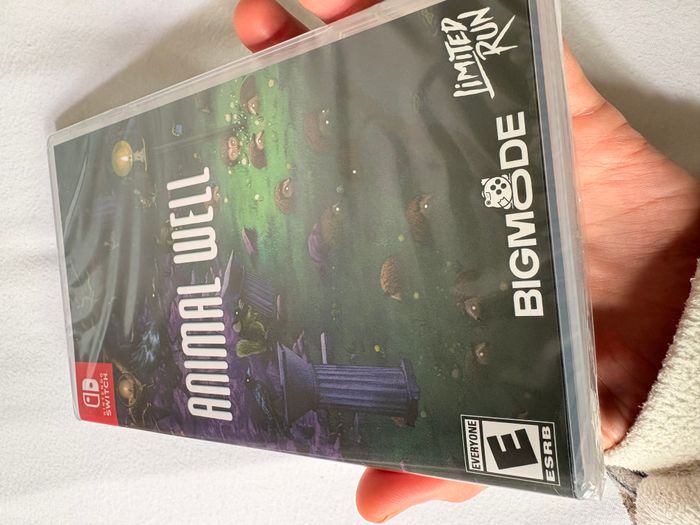 NINTENDO
SWITCH
ANIMAL WELL
EVERYONE
E
ESRB
BIGMODE
LIMITED
RUN